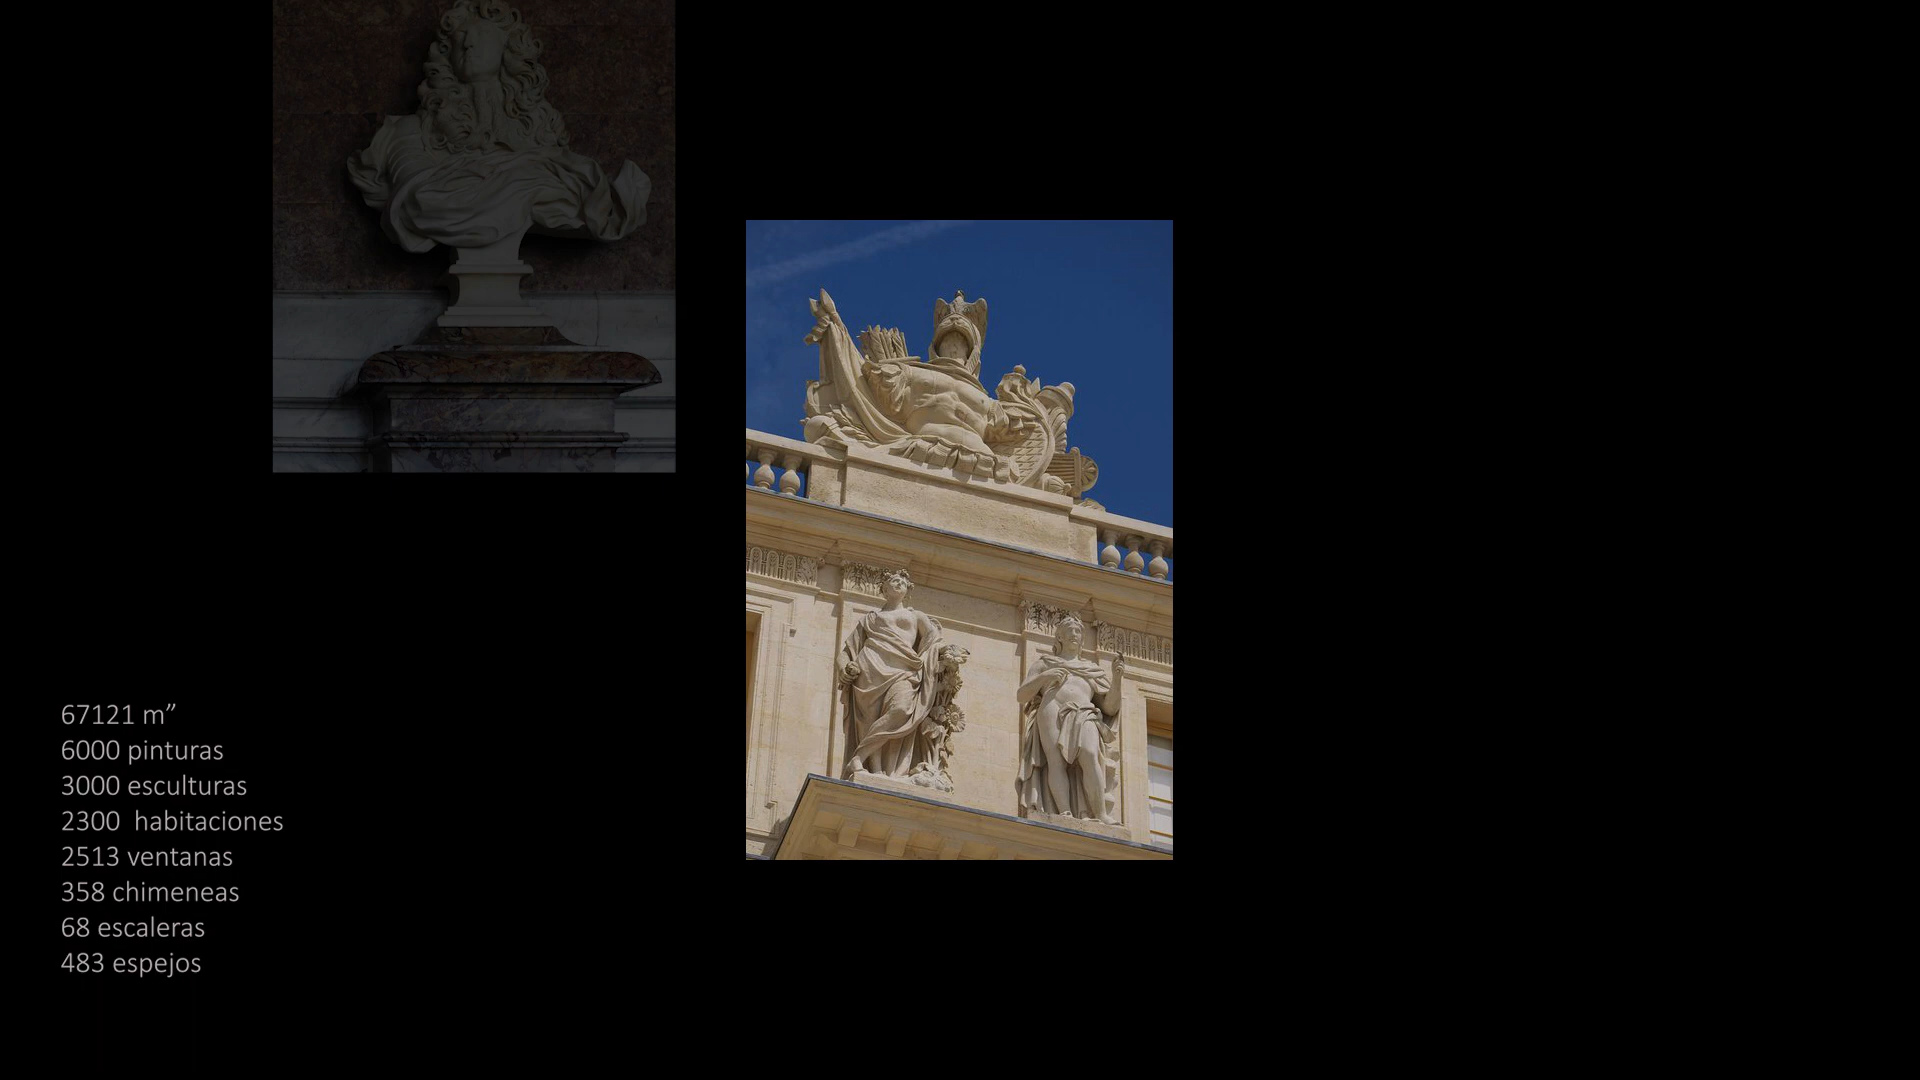 67121 m”
6000 pinturas
3000 esculturas
2300  habitaciones
2513 ventanas
358 chimeneas
68 escaleras
483 espejos